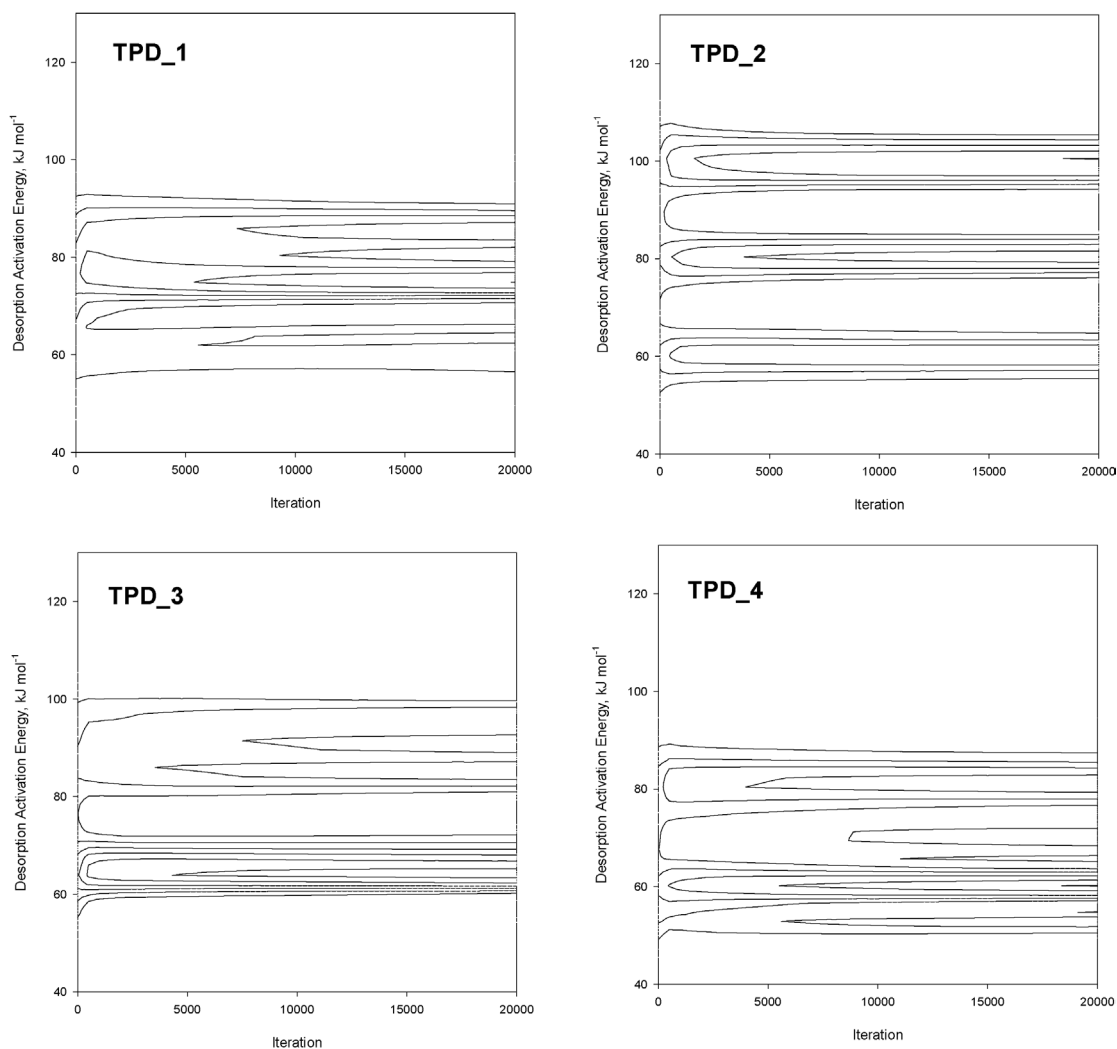 TPD_1
Desorption Activation Energy, kJ mol⁻¹
120
100
80
60
40
0 5000 10000 15000 20000
Iteration
TPD_2
Desorption Activation Energy, kJ mol⁻¹
120
100
80
60
40
0 5000 10000 15000 20000
Iteration
TPD_3
Desorption Activation Energy, kJ mol⁻¹
120
100
80
60
40
0 5000 10000 15000 20000
Iteration
TPD_4
Desorption Activation Energy, kJ mol⁻¹
120
100
80
60
40
0 5000 10000 15000 20000
Iteration